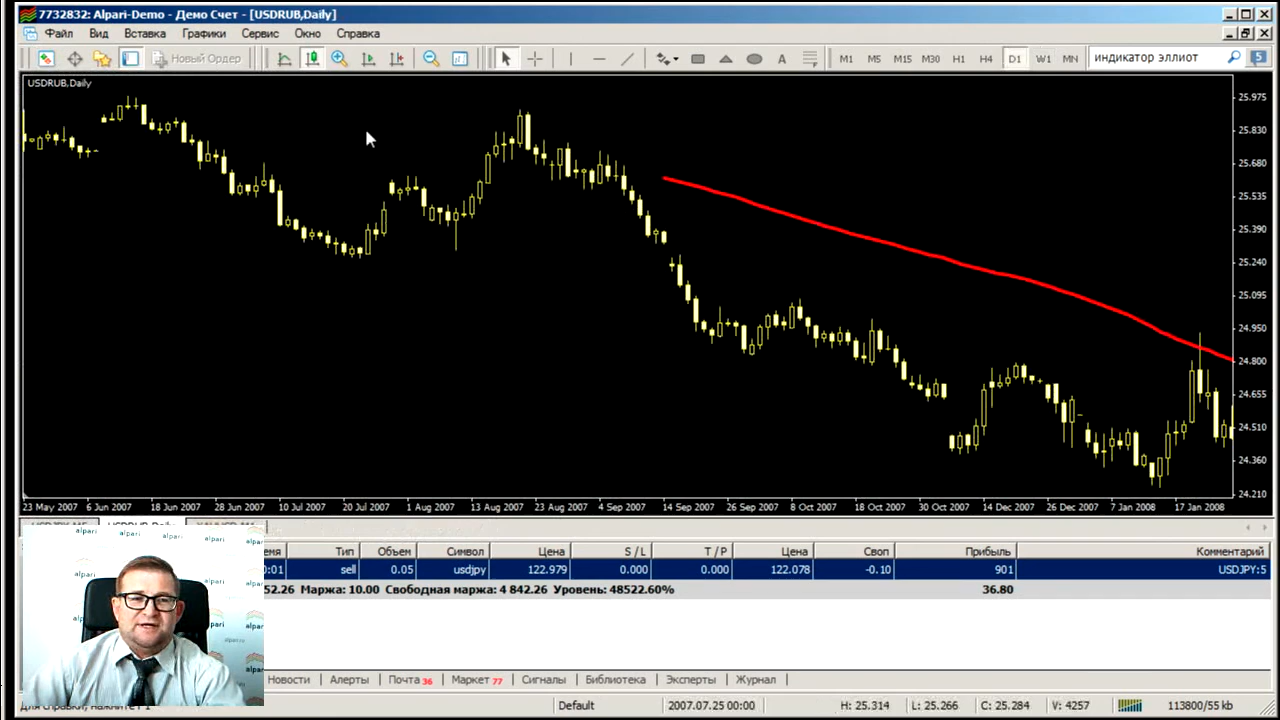 7732832: Alpari-Demo - Демо Счет - [USDRUB,Daily]
Файл Вид Вставка Графики Сервис Окно Справка
Новый Ордер M1 M5 M15 M30 H1 H4 D1 W1 MN индикатор эллиот 5
USDRUB,Daily
25.975
25.830
25.680
25.535
25.390
25.240
25.095
24.950
24.800
24.655
24.510
24.360
24.210
23 May 2007 6 Jun 2007 18 Jun 2007 28 Jun 2007 10 Jul 2007 20 Jul 2007 1 Aug 2007 13 Aug 2007 23 Aug 2007 4 Sep 2007 14 Sep 2007 26 Sep 2007 8 Oct 2007 18 Oct 2007 30 Oct 2007 14 Dec 2007 26 Dec 2007 7 Jan 2008 17 Jan 2008
USDRUB,Daily
Тип Объем Символ Цена S / L T / P Цена Своп Прибыль Комментарий
0:01 sell 0.05 usdjpy 122.979 0.000 0.000 122.078 -0.10 901 USDJPY:5
52.26 Маржа: 10.00 Свободная маржа: 4 842.26 Уровень: 48522.60% 36.80
alpari
alpari
Новости Алерты Почта 36 Маркет 77 Сигналы Библиотека Эксперты Журнал
Default 2007.07.25 00:00 H: 25.314 L: 25.266 C: 25.284 V: 4257 113800/55 kb